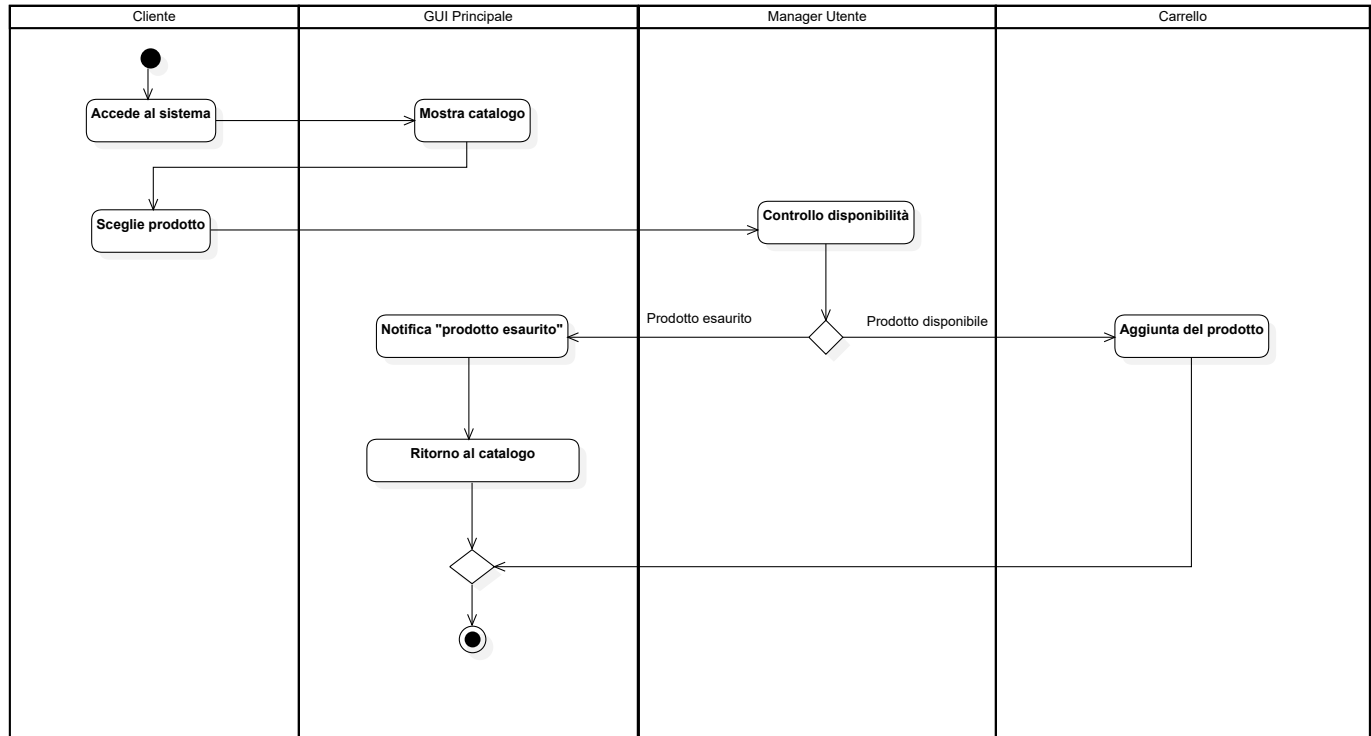 Cliente
GUI Principale
Manager Utente
Carrello
Accede al sistema
Mostra catalogo
Sceglie prodotto
Controllo disponibilità
Notifica "prodotto esaurito"
Prodotto esaurito
Prodotto disponibile
Aggiunta del prodotto
Ritorno al catalogo